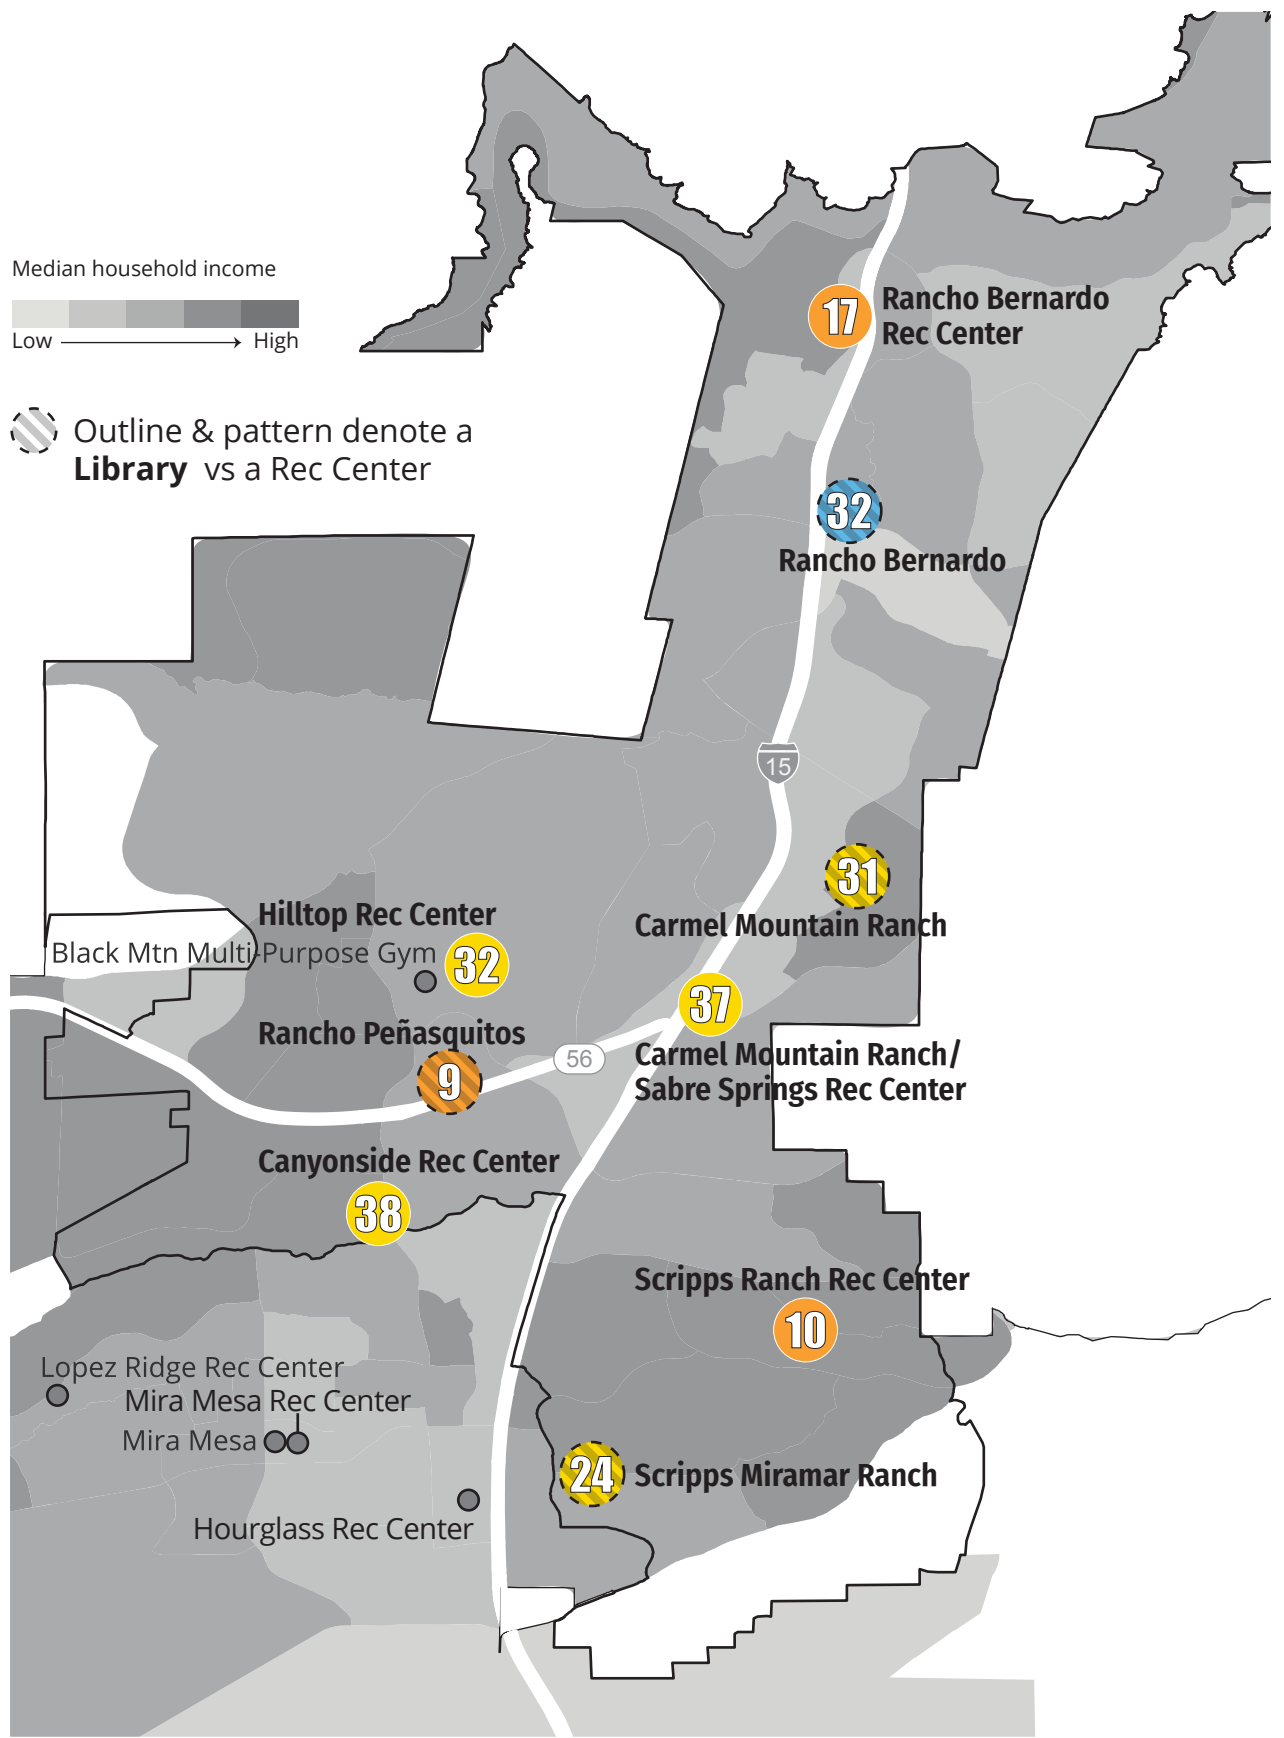 Median household income
Low
High
Outline & pattern denote a
Library vs a Rec Center
17
Rancho Bernardo
Rec Center
32
Rancho Bernardo
15
31
Carmel Mountain Ranch
Hilltop Rec Center
Black Mtn Multi-Purpose Gym
32
37
Rancho Peñasquitos
56
Carmel Mountain Ranch/
Sabre Springs Rec Center
9
Canyonside Rec Center
38
Scripps Ranch Rec Center
10
Lopez Ridge Rec Center
Mira Mesa Rec Center
Mira Mesa
24
Scripps Miramar Ranch
Hourglass Rec Center